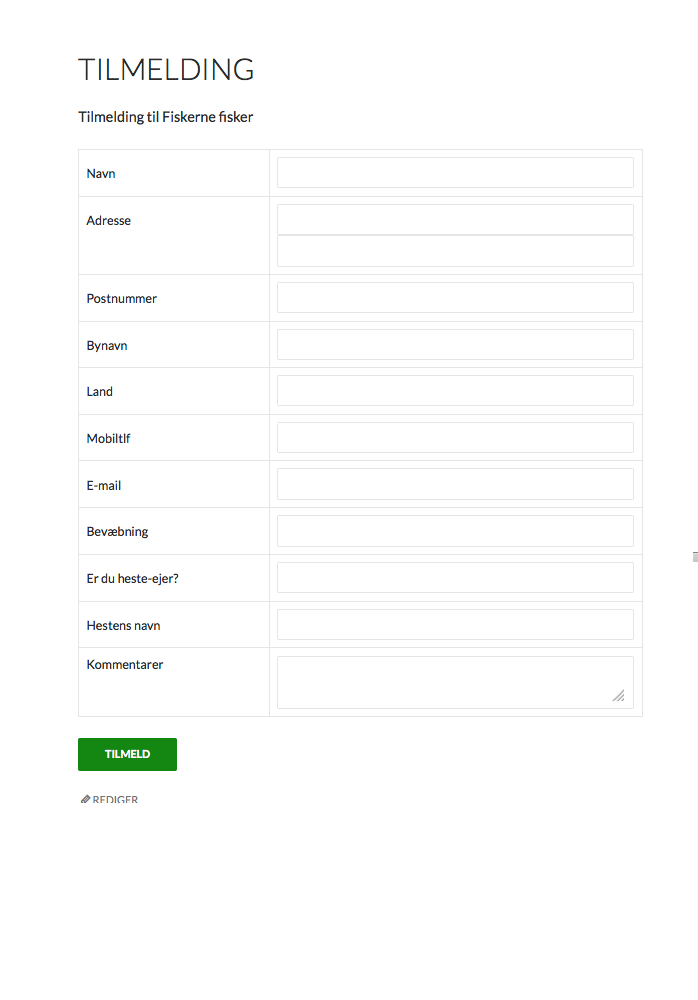 TILMELDING
Tilmelding til Fiskerne fisker
Navn
Adresse
Postnummer
Bynavn
Land
Mobiltlf
E-mail
Bevæbning
Er du heste-ejer?
Hestens navn
Kommentarer
TILMELD
REDIGER